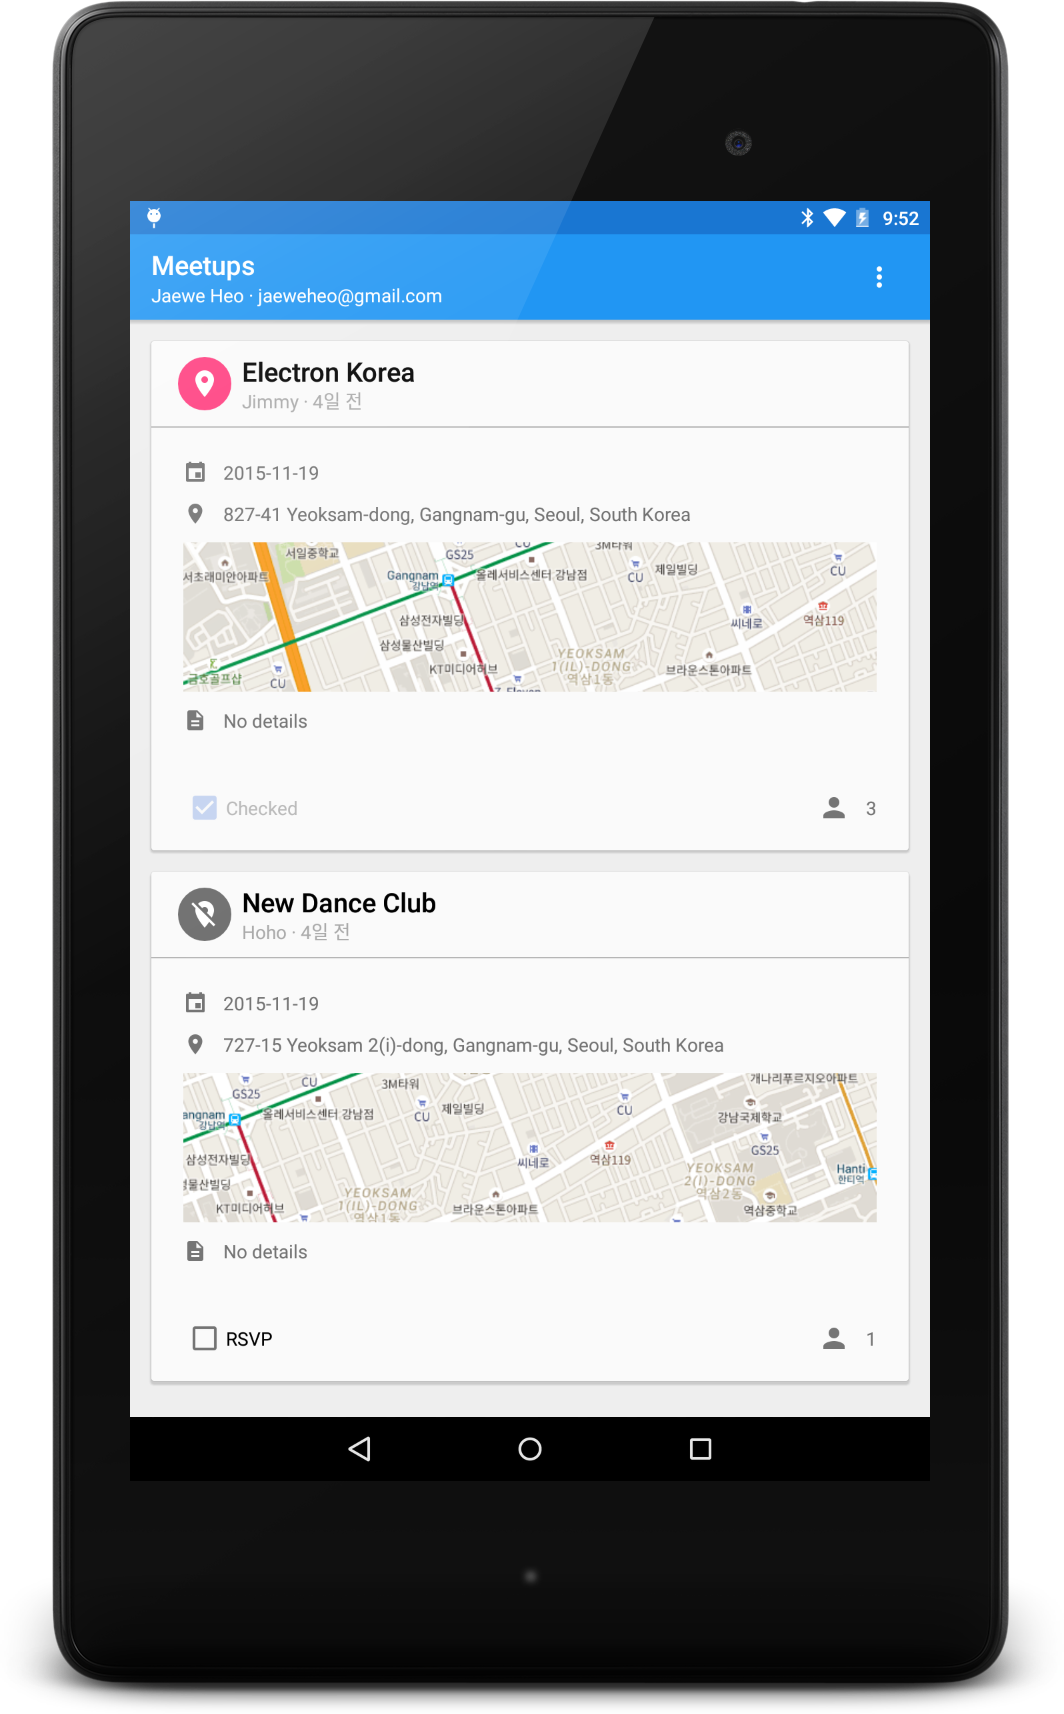 9:52
Meetups
Jaewe Heo · jaeweheo@gmail.com
Electron Korea
Jimmy · 4일 전
2015-11-19
827-41 Yeoksam-dong, Gangnam-gu, Seoul, South Korea
CU
3M타워
서일중학교
GS25
서초래미안아파트
Gangnam
강남역
올레서비스센터 강남점
CU
제일빌딩
CU
삼성전자빌딩
씨네로
역삼119
삼성물산빌딩
YEOKSAM
1(IL)-DONG
역삼1동
KT미디어허브
브라운스톤아파트
금호골프샵
CU
7-Eleven
No details
Checked
3
New Dance Club
Hoho · 4일 전
2015-11-19
727-15 Yeoksam 2(i)-dong, Gangnam-gu, Seoul, South Korea
CU
3M타워
개나리푸르지오아파트
GS25
angnam
강남역
올레서비스센터 강남점
CU
제일빌딩
CU
강남국제학교
GS25
삼성전자빌딩
씨네로
역삼119
YEOKSAM
2(I)-DONG
역삼2동
Hanti
한티역
물산빌딩
YEOKSAM
1(IL)-DONG
역삼1동
KT미디어허브
브라운스톤아파트
역삼중학교
No details
RSVP
1